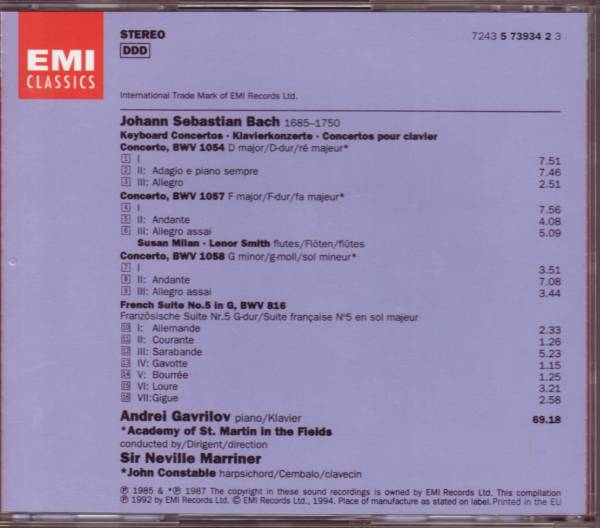 EMI
CLASSICS
STEREO
DDD
7243 5 73934 2 3
International Trade Mark of EMI Records Ltd.
Johann Sebastian Bach 1685–1750
Keyboard Concertos · Klavierkonzerte · Concertos pour clavier
Concerto, BWV 1054 D major/D-dur/ré majeur*
1 I 7.51
2 II: Adagio e piano sempre 7.46
3 III: Allegro 2.51
Concerto, BWV 1057 F major/F-dur/fa majeur*
4 I 7.56
5 II: Andante 4.08
6 III: Allegro assai 5.09
Susan Milan · Lenor Smith flutes/Flöten/flûtes
Concerto, BWV 1058 G minor/g-moll/sol mineur*
7 I 3.51
8 II: Andante 7.08
9 III: Allegro assai 3.44
French Suite No.5 in G, BWV 816
Französische Suite Nr.5 G-dur/Suite française N°5 en sol majeur
10 I: Allemande 2.33
11 II: Courante 1.26
12 III: Sarabande 5.23
13 IV: Gavotte 1.15
14 V: Bourrée 1.25
15 VI: Loure 3.21
16 VII:Gigue 2.58
Andrei Gavrilov piano/Klavier 69.18
*Academy of St. Martin in the Fields
conducted by/Dirigent/direction
Sir Neville Marriner
*John Constable harpsichord/Cembalo/clavecin
℗ 1985 & *℗ 1987 The copyright in these sound recordings is owned by EMI Records Ltd. This compilation
℗ 1992 by EMI Records Ltd. © EMI Records Ltd., 1994. Place of manufacture as stated on label. Printed in the EU